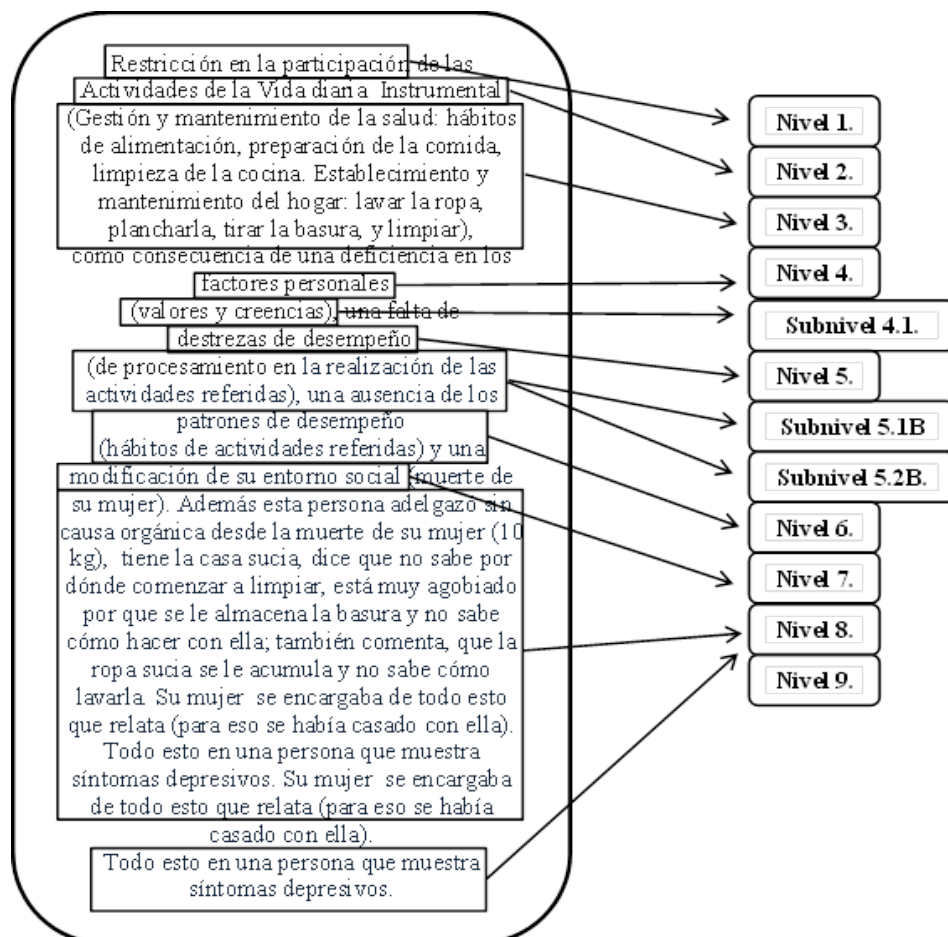 Restricción en la participación de las
Actividades de la Vida diaria Instrumental
(Gestión y mantenimiento de la salud: hábitos
de alimentación, preparación de la comida,
limpieza de la cocina. Establecimiento y
mantenimiento del hogar: lavar la ropa,
plancharla, tirar la basura, y limpiar),
como consecuencia de una deficiencia en los
factores personales
(valores y creencias), una falta de
destrezas de desempeño
(de procesamiento en la realización de las
actividades referidas), una ausencia de los
patrones de desempeño
(hábitos de actividades referidas) y una
modificación de su entorno social (muerte de
su mujer). Además esta persona adelgazo sin
causa orgánica desde la muerte de su mujer (10
kg), tiene la casa sucia, dice que no sabe por
dónde comenzar a limpiar, está muy agobiado
por que se le almacena la basura y no sabe
cómo hacer con ella; también comenta, que la
ropa sucia se le acumula y no sabe cómo
lavarla. Su mujer se encargaba de todo esto
que relata (para eso se había casado con ella).
Todo esto en una persona que muestra
síntomas depresivos. Su mujer se encargaba
de todo esto que relata (para eso se había
casado con ella).
Todo esto en una persona que muestra
síntomas depresivos.
Nivel 1.
Nivel 2.
Nivel 3.
Nivel 4.
Subnivel 4.1.
Nivel 5.
Subnivel 5.1B
Subnivel 5.2B.
Nivel 6.
Nivel 7.
Nivel 8.
Nivel 9.